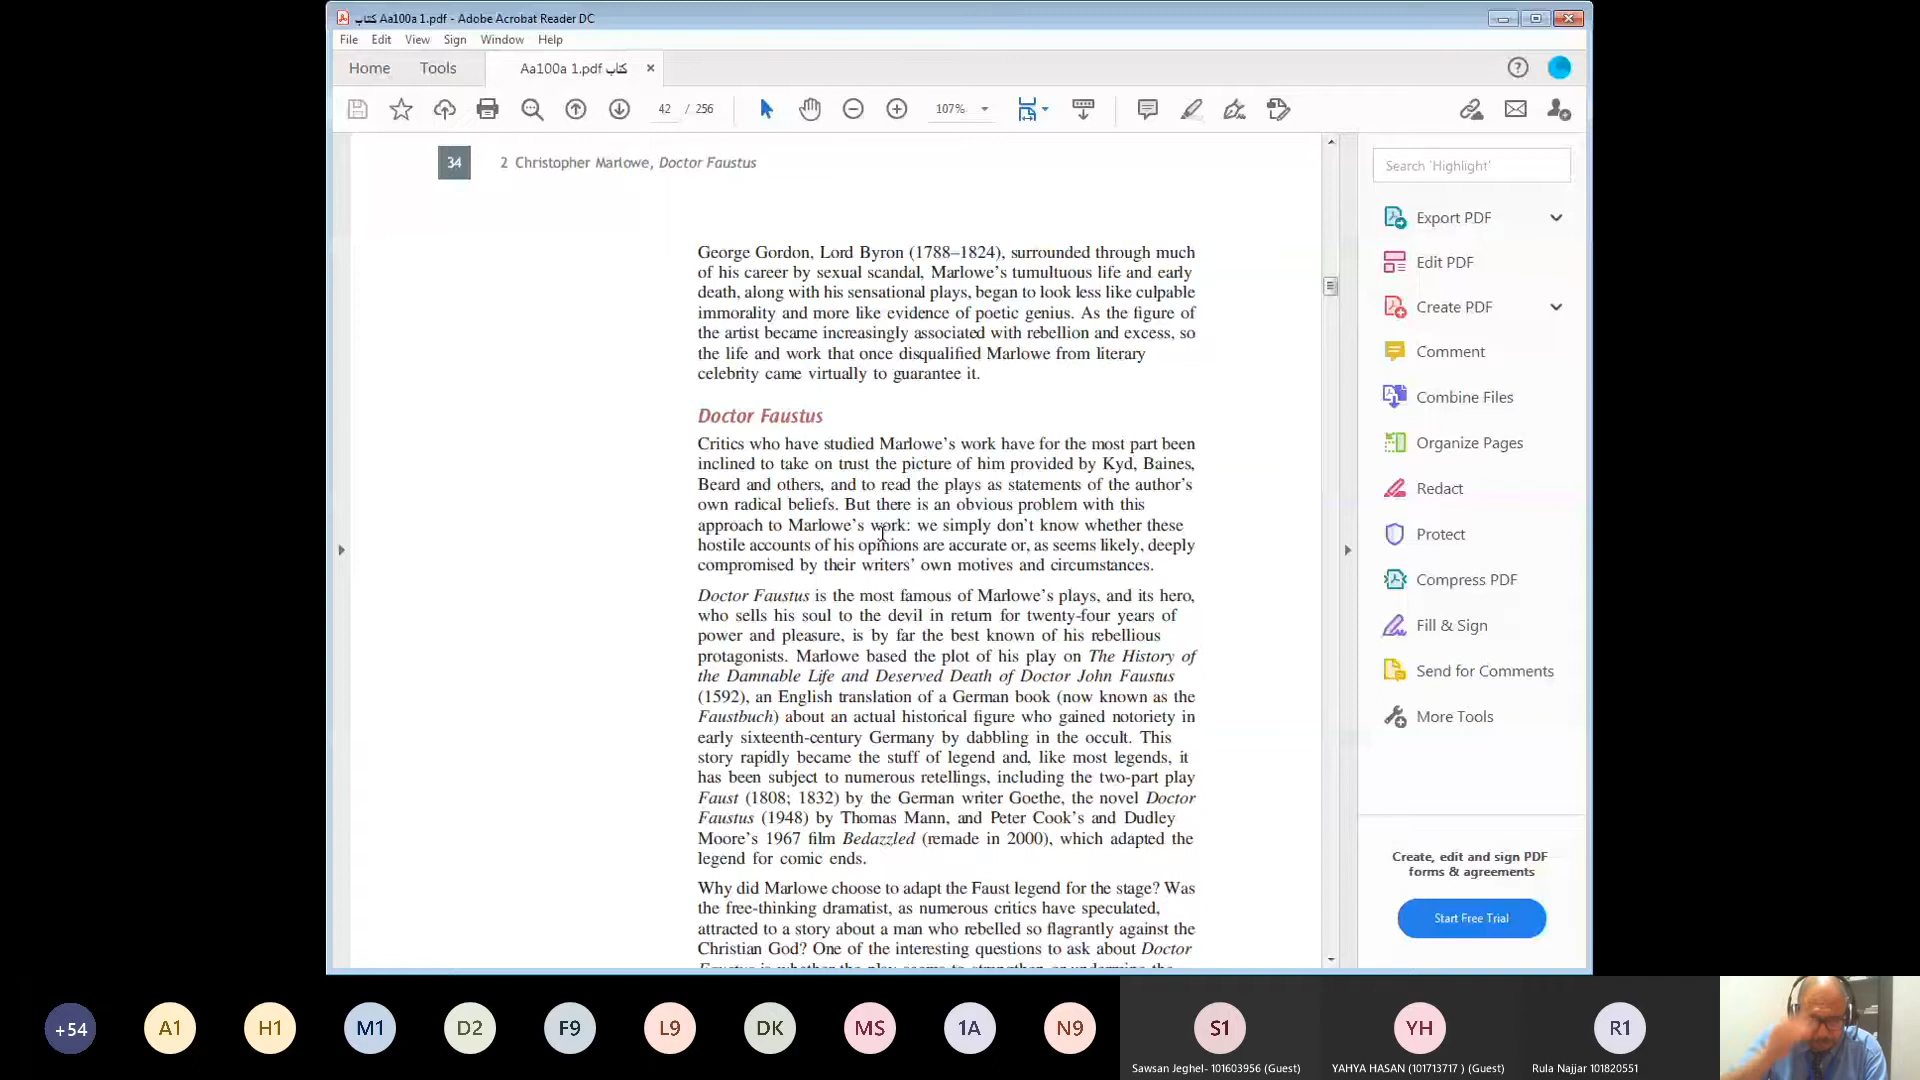 كتاب Aa100a 1.pdf - Adobe Acrobat Reader DC
File Edit View Sign Window Help
Home Tools كتاب Aa100a 1.pdf
42 / 256 107%
34 2 Christopher Marlowe, Doctor Faustus
George Gordon, Lord Byron (1788–1824), surrounded through much
of his career by sexual scandal, Marlowe's tumultuous life and early
death, along with his sensational plays, began to look less like culpable
immorality and more like evidence of poetic genius. As the figure of
the artist became increasingly associated with rebellion and excess, so
the life and work that once disqualified Marlowe from literary
celebrity came virtually to guarantee it.
Doctor Faustus
Critics who have studied Marlowe's work have for the most part been
inclined to take on trust the picture of him provided by Kyd, Baines,
Beard and others, and to read the plays as statements of the author's
own radical beliefs. But there is an obvious problem with this
approach to Marlowe's work: we simply don't know whether these
hostile accounts of his opinions are accurate or, as seems likely, deeply
compromised by their writers' own motives and circumstances.
Doctor Faustus is the most famous of Marlowe's plays, and its hero,
who sells his soul to the devil in return for twenty-four years of
power and pleasure, is by far the best known of his rebellious
protagonists. Marlowe based the plot of his play on The History of
the Damnable Life and Deserved Death of Doctor John Faustus
(1592), an English translation of a German book (now known as the
Faustbuch) about an actual historical figure who gained notoriety in
early sixteenth-century Germany by dabbling in the occult. This
story rapidly became the stuff of legend and, like most legends, it
has been subject to numerous retellings, including the two-part play
Faust (1808; 1832) by the German writer Goethe, the novel Doctor
Faustus (1948) by Thomas Mann, and Peter Cook's and Dudley
Moore's 1967 film Bedazzled (remade in 2000), which adapted the
legend for comic ends.
Why did Marlowe choose to adapt the Faust legend for the stage? Was
the free-thinking dramatist, as numerous critics have speculated,
attracted to a story about a man who rebelled so flagrantly against the
Christian God? One of the interesting questions to ask about Doctor
Search 'Highlight'
Export PDF
Edit PDF
Create PDF
Comment
Combine Files
Organize Pages
Redact
Protect
Compress PDF
Fill & Sign
Send for Comments
More Tools
Create, edit and sign PDF
forms & agreements
Start Free Trial
+54 A1 H1 M1 D2 F9 L9 DK MS 1A N9 S1 YH R1
Sawsan Jeghel- 101603956 (Guest) YAHYA HASAN (101713717 ) (Guest) Rula Najjar 101820551